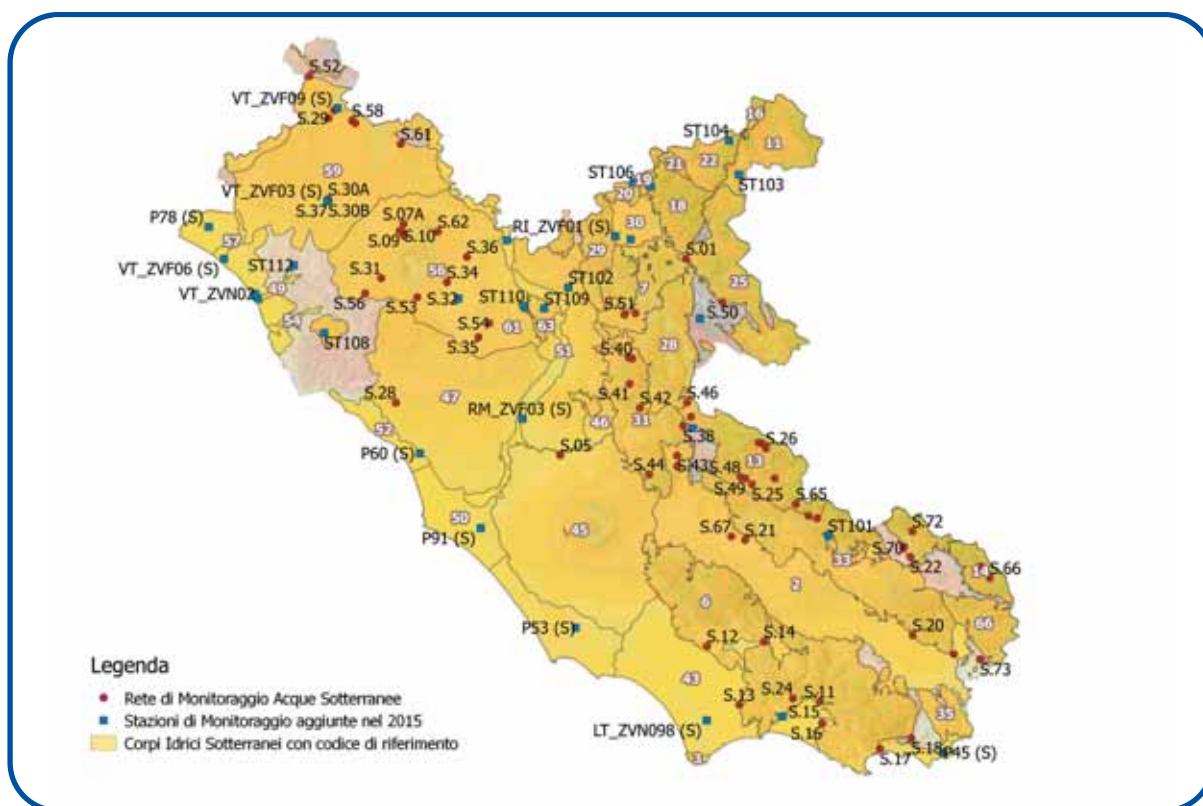 S.52
VT_ZVF09 (S)
S.58
S.29
S.61
ST104
16
11
59
ST106
21
22
19
ST103
20
VT_ZVF03 (S)
S.30A
S.37
S.30B
18
P78 (S)
S.07A
S.62
RI_ZVF01 (S)
30
57
S.09
S.10
S.36
29
S.01
VT_ZVF06 (S)
ST112
S.31
56
S.34
ST102
7
25
49
VT_ZVN02
S.56
S.53
S.32
ST110
ST109
S.51
S.50
54
ST108
S.54
61
63
S.35
51
28
S.40
S.28
47
S.41
S.42
S.46
RM_ZVF03 (S)
46
31
52
S.38
S.26
P60 (S)
S.05
S.44
S.43
S.48
13
S.49
S.25
S.65
50
P91 (S)
45
S.67
S.21
ST101
S.72
33
S.70
S.22
S.66
2
6
P53 (S)
S.20
66
S.12
S.14
S.73
43
S.13
S.24
S.11
35
LT_ZVN098 (S)
S.15
S.16
S.17
S.18
Legenda
Rete di Monitoraggio Acque Sotterranee
Stazioni di Monitoraggio aggiunte nel 2015
Corpi Idrici Sotterranei con codice di riferimento